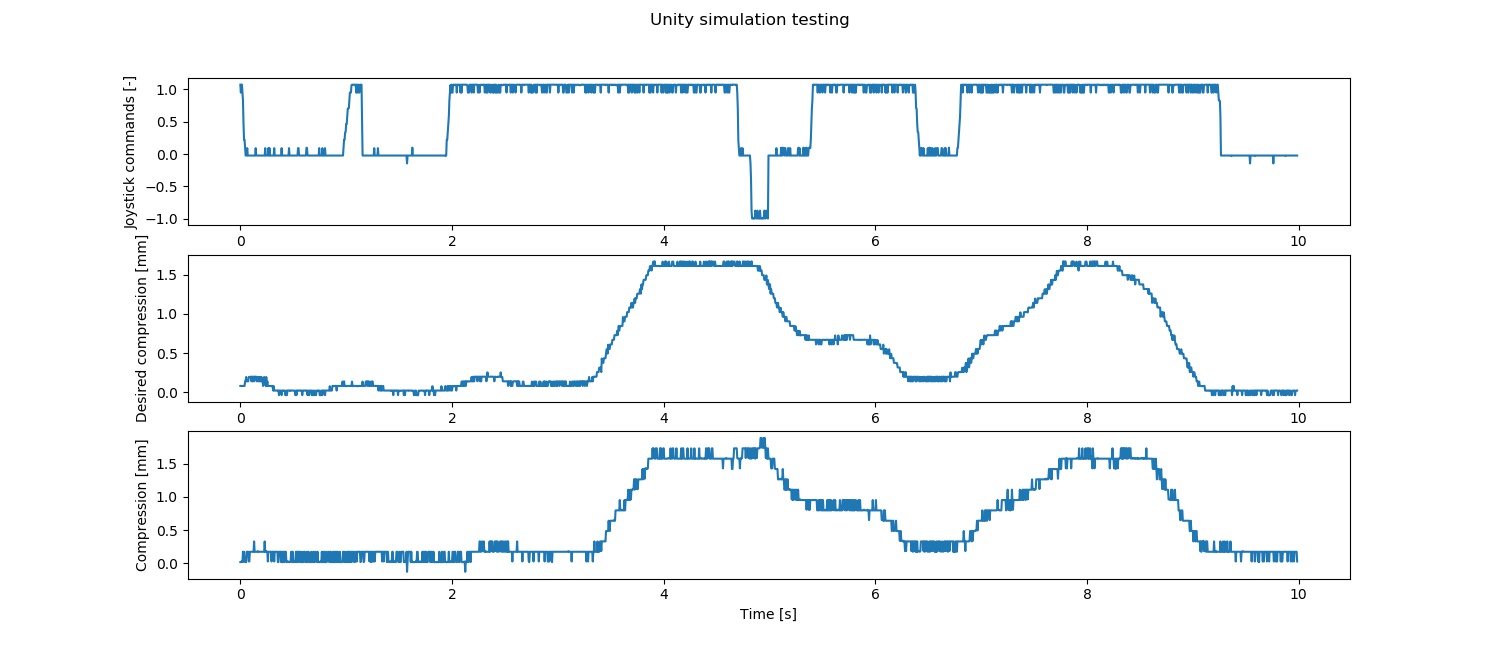 Unity simulation testing
Joystick commands [-]
1.0
0.5
0.0
−0.5
−1.0
0 2 4 6 8 10
Desired compression [mm]
1.5
1.0
0.5
0.0
0 2 4 6 8 10
Compression [mm]
1.5
1.0
0.5
0.0
0 2 4 6 8 10
Time [s]